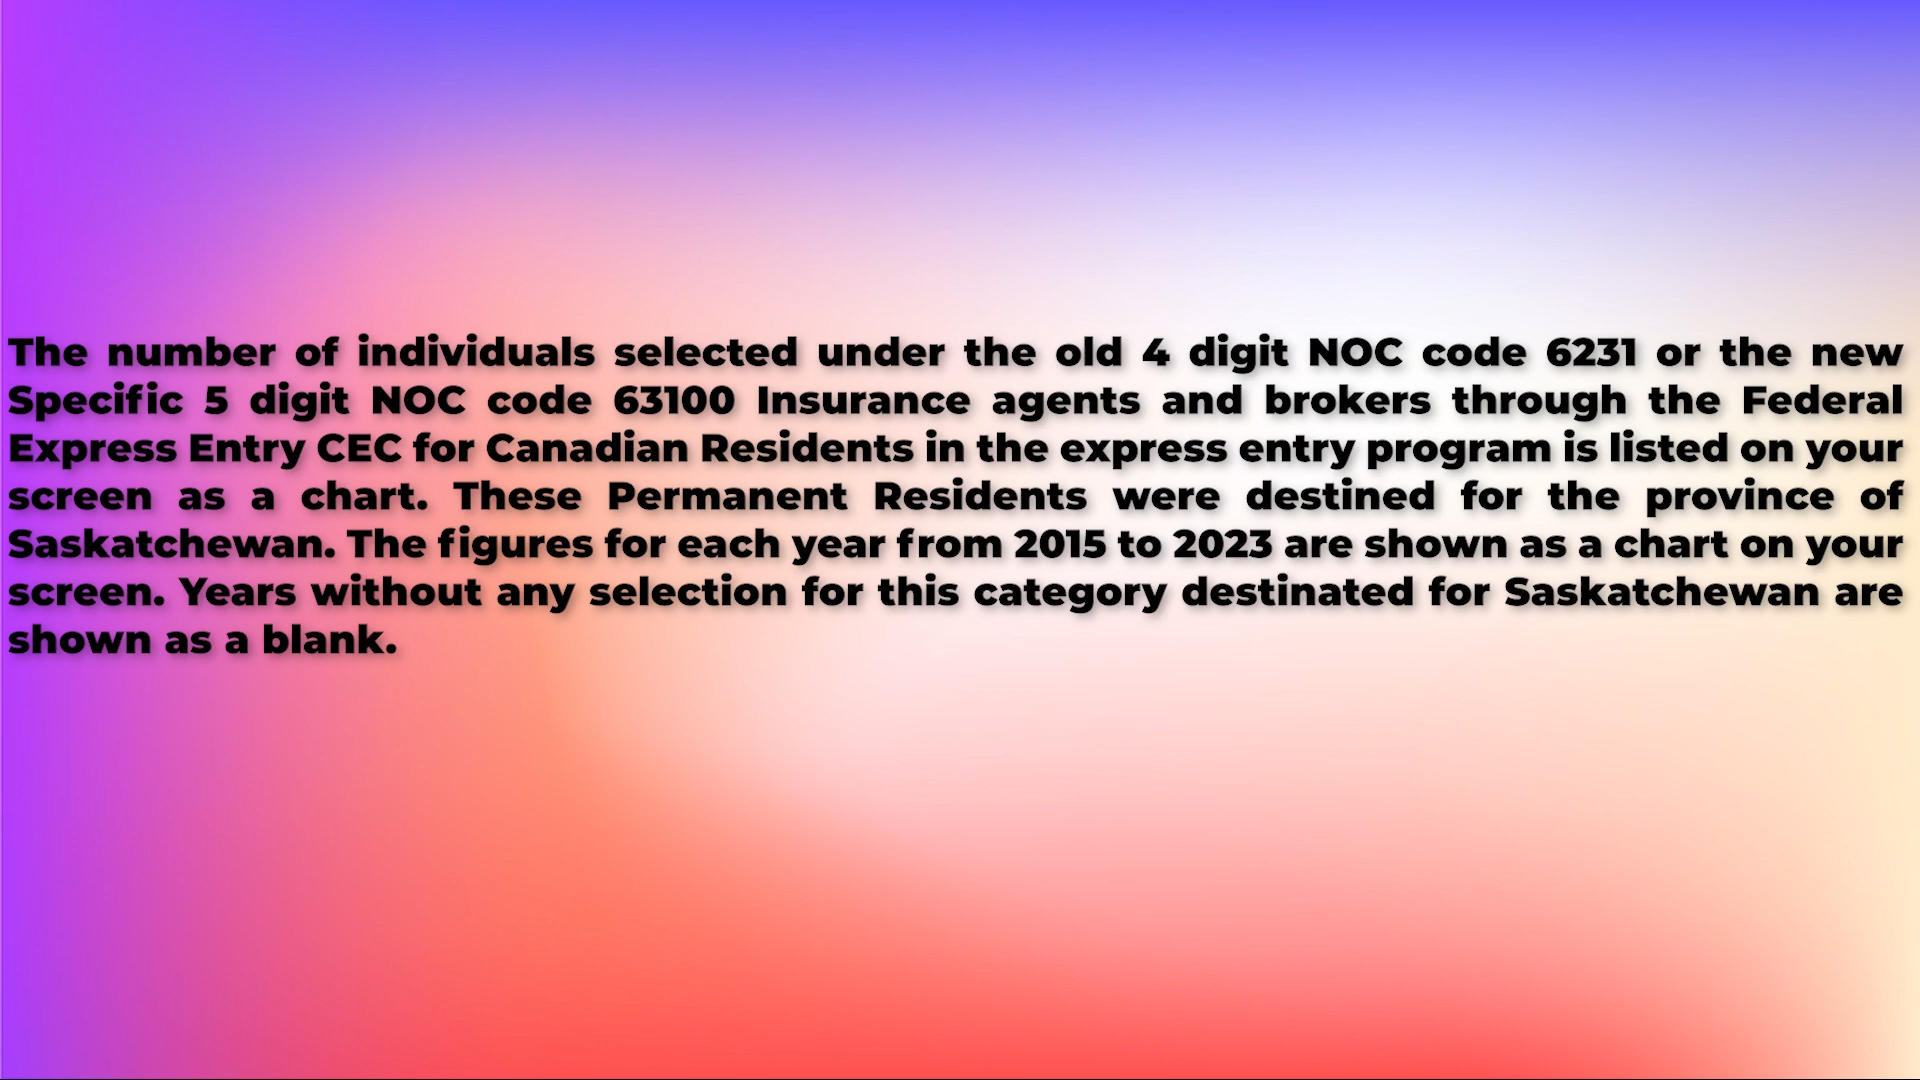 The number of individuals selected under the old 4 digit NOC code 6231 or the new
Specific 5 digit NOC code 63100 Insurance agents and brokers through the Federal
Express Entry CEC for Canadian Residents in the express entry program is listed on your
screen as a chart. These Permanent Residents were destined for the province of
Saskatchewan. The figures for each year from 2015 to 2023 are shown as a chart on your
screen. Years without any selection for this category destinated for Saskatchewan are
shown as a blank.